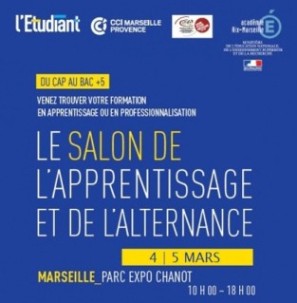 l'Etudiant
CCI MARSEILLE
PROVENCE
académie
Aix-Marseille
DU CAP AU BAC +5
VENEZ TROUVER VOTRE FORMATION
EN APPRENTISSAGE OU EN PROFESSIONNALISATION
LE SALON DE
L'APPRENTISSAGE
ET DE L'ALTERNANCE
4 | 5 MARS
MARSEILLE_PARC EXPO CHANOT
10 H 00 – 18 H 00